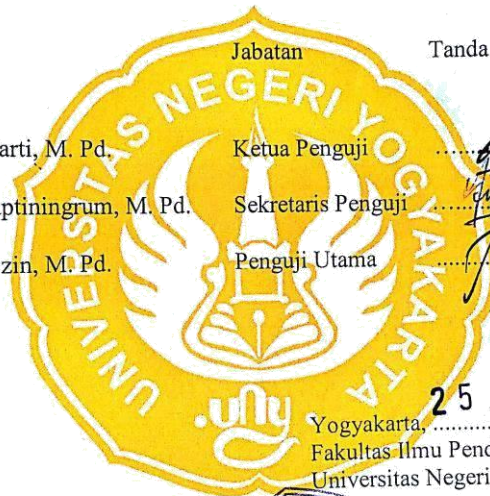 Jabatan Tanda
arti, M. Pd. Ketua Penguji ........
ptiningrum, M. Pd. Sekretaris Penguji ........
zin, M. Pd. Penguji Utama ........
UNIVERSITAS NEGERI YOGYAKARTA
uny
25
Yogyakarta, ........
Fakultas Ilmu Pend
Universitas Negeri